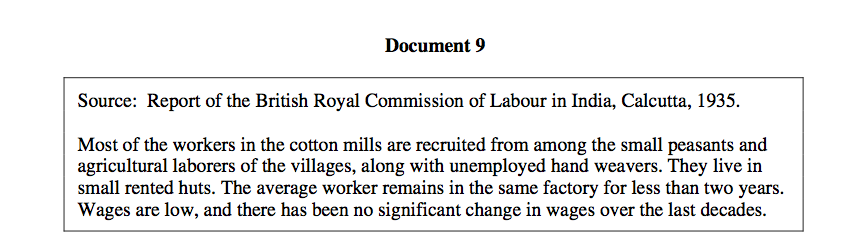 Document 9
Source:  Report of the British Royal Commission of Labour in India, Calcutta, 1935.
Most of the workers in the cotton mills are recruited from among the small peasants and
agricultural laborers of the villages, along with unemployed hand weavers. They live in
small rented huts. The average worker remains in the same factory for less than two years.
Wages are low, and there has been no significant change in wages over the last decades.